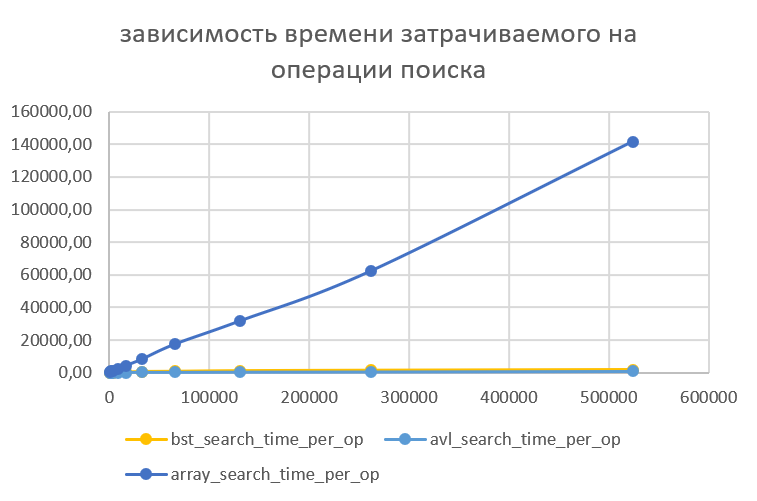 зависимость времени затрачиваемого на
операции поиска
160000,00
140000,00
120000,00
100000,00
80000,00
60000,00
40000,00
20000,00
0,00
0 100000 200000 300000 400000 500000 600000
bst_search_time_per_op avl_search_time_per_op
array_search_time_per_op